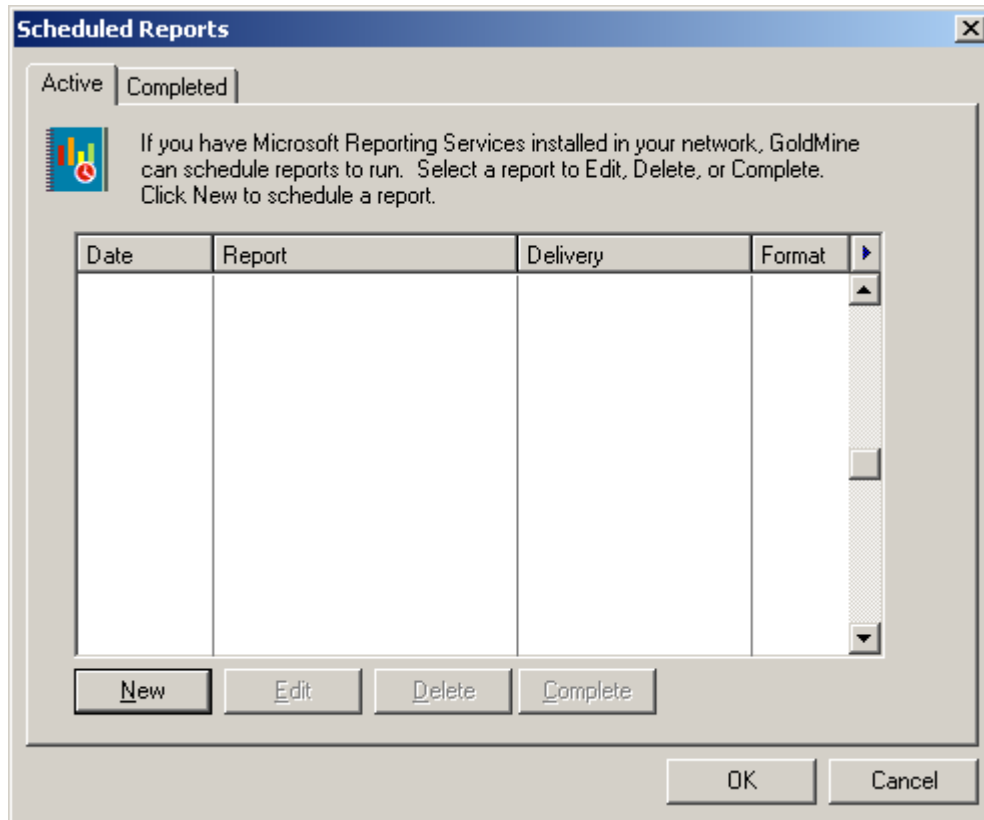 Scheduled Reports
Active Completed
If you have Microsoft Reporting Services installed in your network, GoldMine
can schedule reports to run.  Select a report to Edit, Delete, or Complete.
Click New to schedule a report.
Date Report Delivery Format
New Edit Delete Complete
OK Cancel